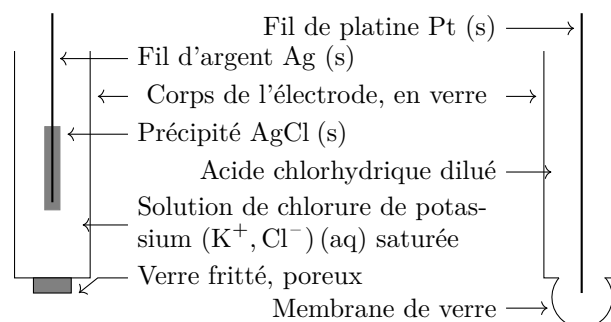 Fil de platine Pt (s)
Fil d'argent Ag (s)
Corps de l'électrode, en verre
Précipité AgCl (s)
Acide chlorhydrique dilué
Solution de chlorure de potas-
sium (K⁺, Cl⁻) (aq) saturée
Verre fritté, poreux
Membrane de verre